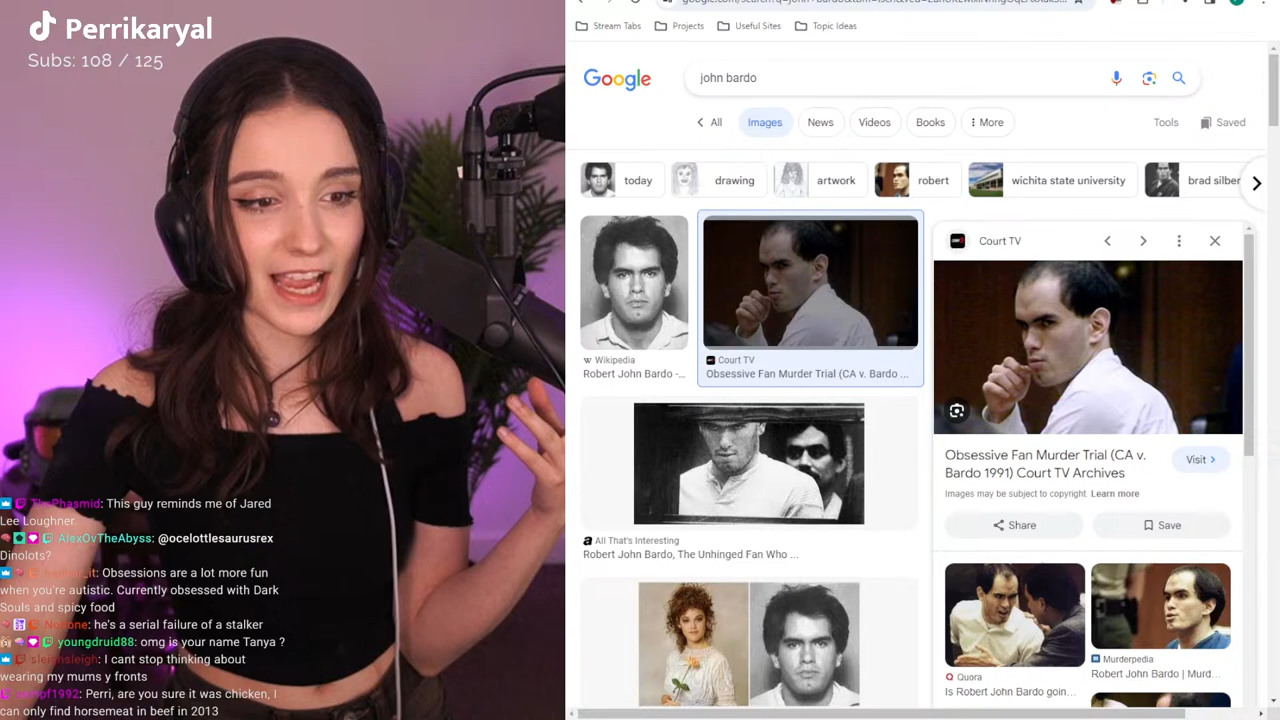 Perrikaryal
Subs: 108 / 125
Stream Tabs
Projects
Useful Sites
Topic Ideas
Google
john bardo
All
Images
News
Videos
Books
More
Tools
Saved
today
drawing
artwork
robert
wichita state university
brad silber
Wikipedia
Robert John Bardo -...
Court TV
Obsessive Fan Murder Trial (CA v. Bardo ...
All That's Interesting
Robert John Bardo, The Unhinged Fan Who ...
Court TV
Obsessive Fan Murder Trial (CA v.
Bardo 1991) Court TV Archives
Visit
Images may be subject to copyright. Learn more
Share
Save
Quora
Is Robert John Bardo goin...
Murderpedia
Robert John Bardo | Murd...
ThePhasmid: This guy reminds me of Jared
Lee Loughner.
AlexOvTheAbyss: @ocelottlesaurusrex
Dinolots?
Obsessions are a lot more fun
when you're autistic. Currently obsessed with Dark
Souls and spicy food
he's a serial failure of a stalker
youngdruid88: omg is your name Tanya ?
I cant stop thinking about
wearing my mums y fronts
Perri, are you sure it was chicken, I
can only find horsemeat in beef in 2013